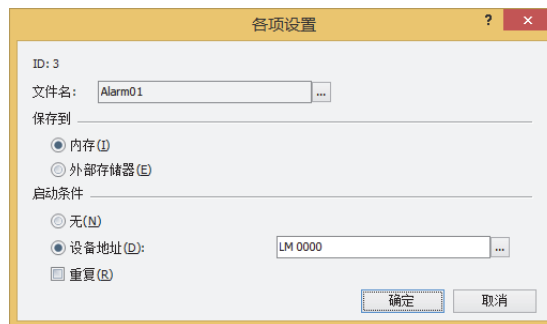 各项设置
? ×
ID: 3
文件名: Alarm01 ...
保存到
内存(I)
外部存储器(E)
启动条件
无(N)
设备地址(D): LM 0000 ...
重复(R)
确定 取消